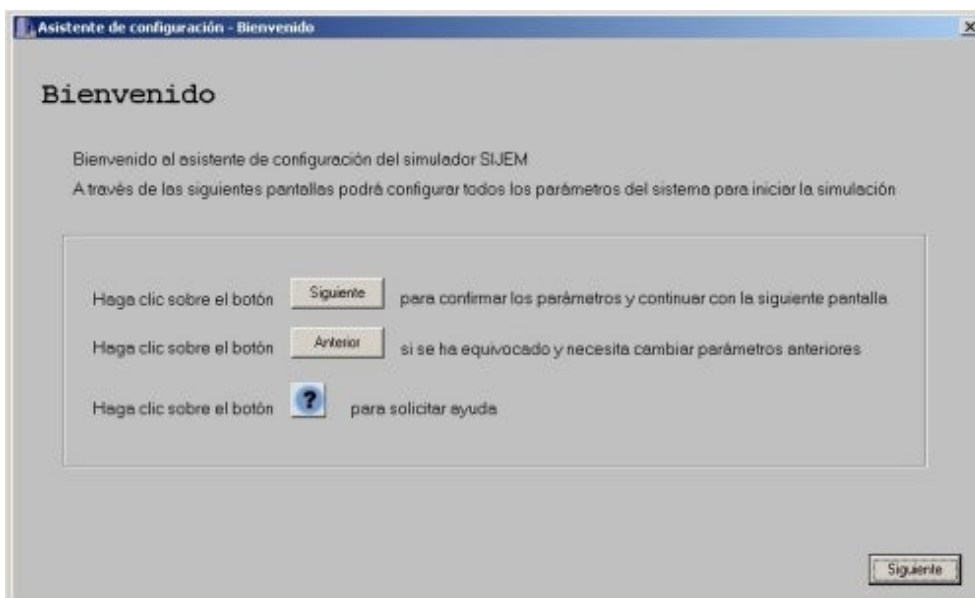 Asistente de configuración - Bienvenido
Bienvenido
Bienvenido al asistente de configuración del simulador SIJEM
A través de las siguientes pantallas podrá configurar todos los parámetros del sistema para iniciar la simulación
Haga clic sobre el botón Siguiente para confirmar los parámetros y continuar con la siguiente pantalla
Haga clic sobre el botón Anterior si se ha equivocado y necesita cambiar parámetros anteriores
Haga clic sobre el botón ? para solicitar ayuda
Siguiente